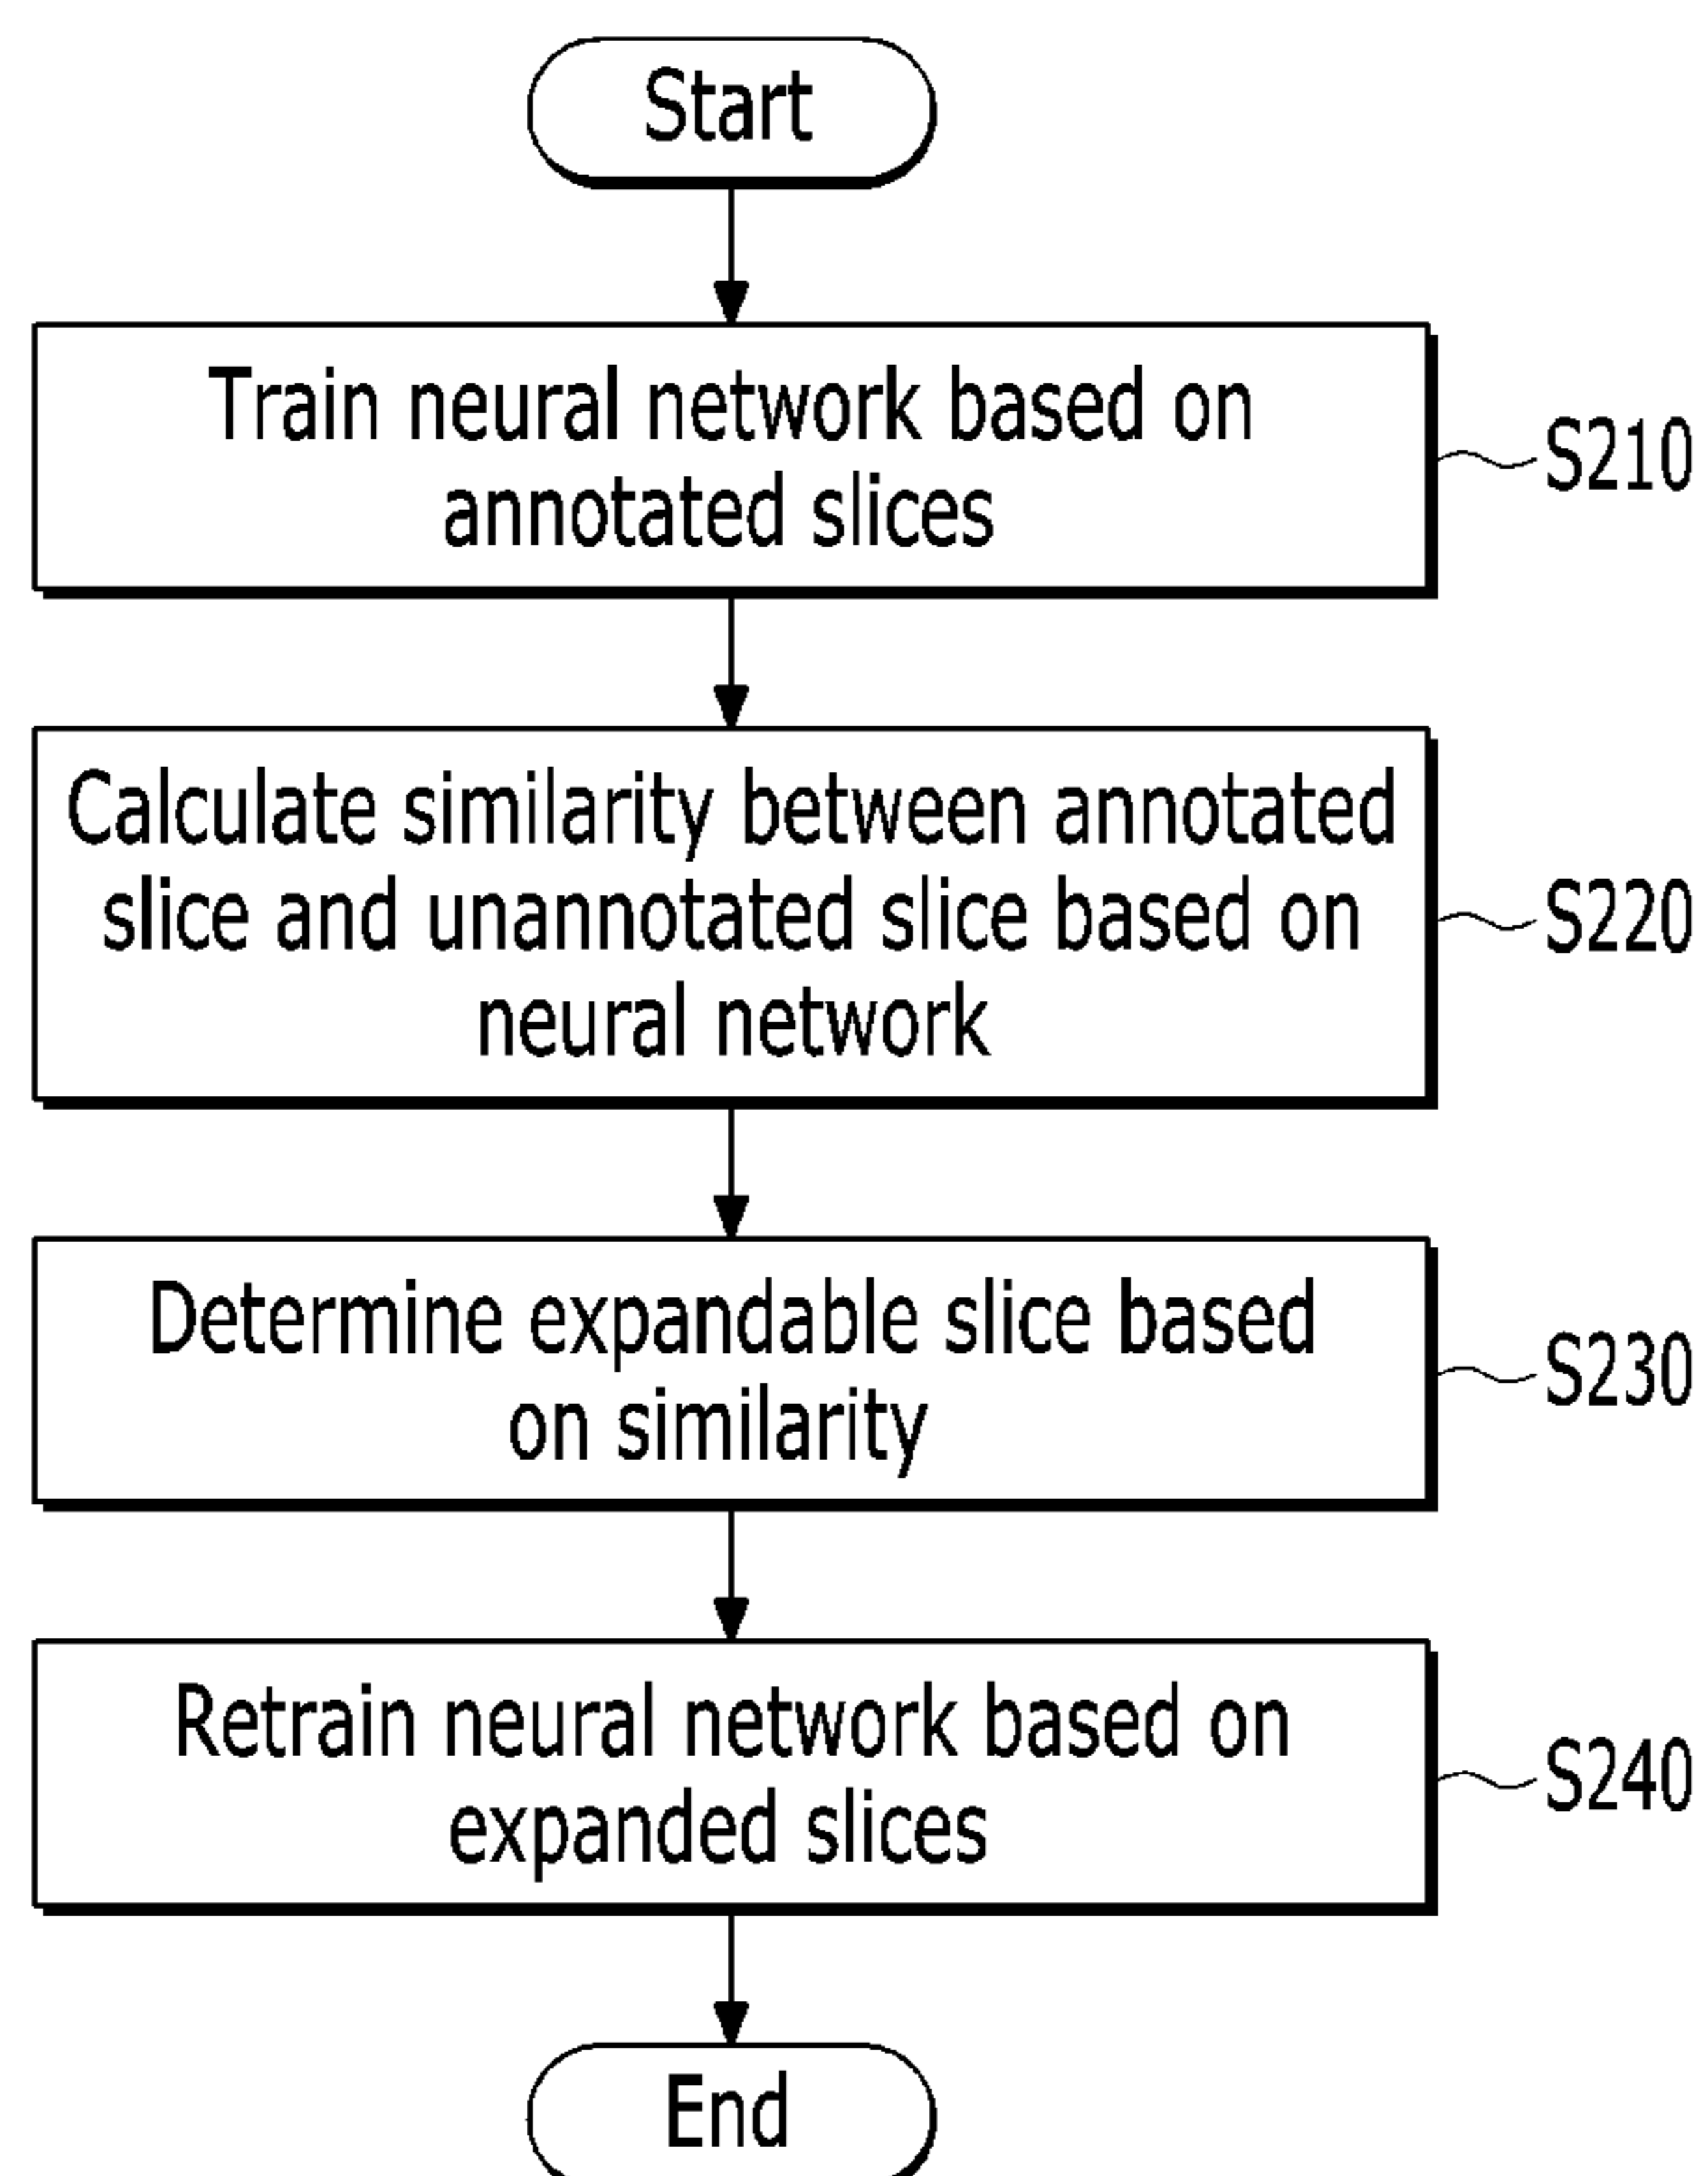 Start
Train neural network based on
annotated slices
S210
Calculate similarity between annotated
slice and unannotated slice based on
neural network
S220
Determine expandable slice based
on similarity
S230
Retrain neural network based on
expanded slices
S240
End